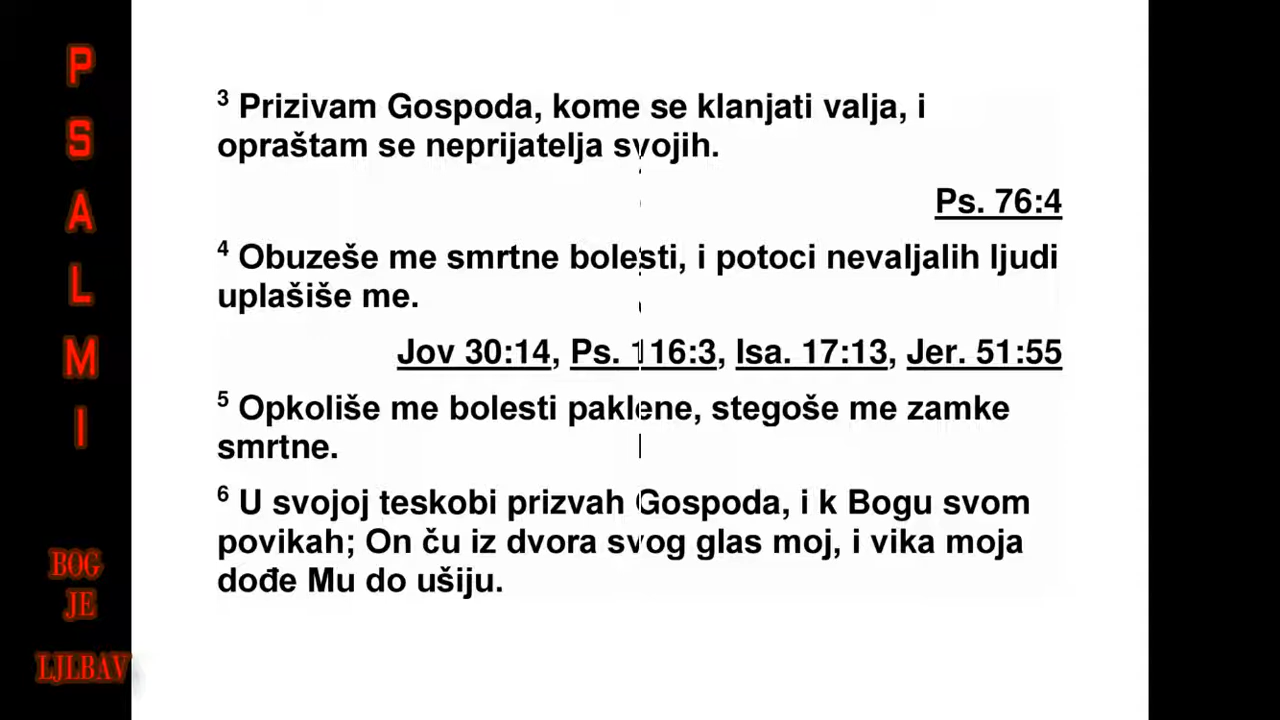 P
S
A
L
M
I
BOG
JE
LJLBAV
3 Prizivam Gospoda, kome se klanjati valja, i
opraštam se neprijatelja svojih.
Ps. 76:4
4 Obuzeše me smrtne bolesti, i potoci nevaljalih ljudi
uplašiše me.
Jov 30:14, Ps. 116:3, Isa. 17:13, Jer. 51:55
5 Opkoliše me bolesti paklene, stegoše me zamke
smrtne.
6 U svojoj teskobi prizvah Gospoda, i k Bogu svom
povikah; On ču iz dvora svog glas moj, i vika moja
dođe Mu do ušiju.